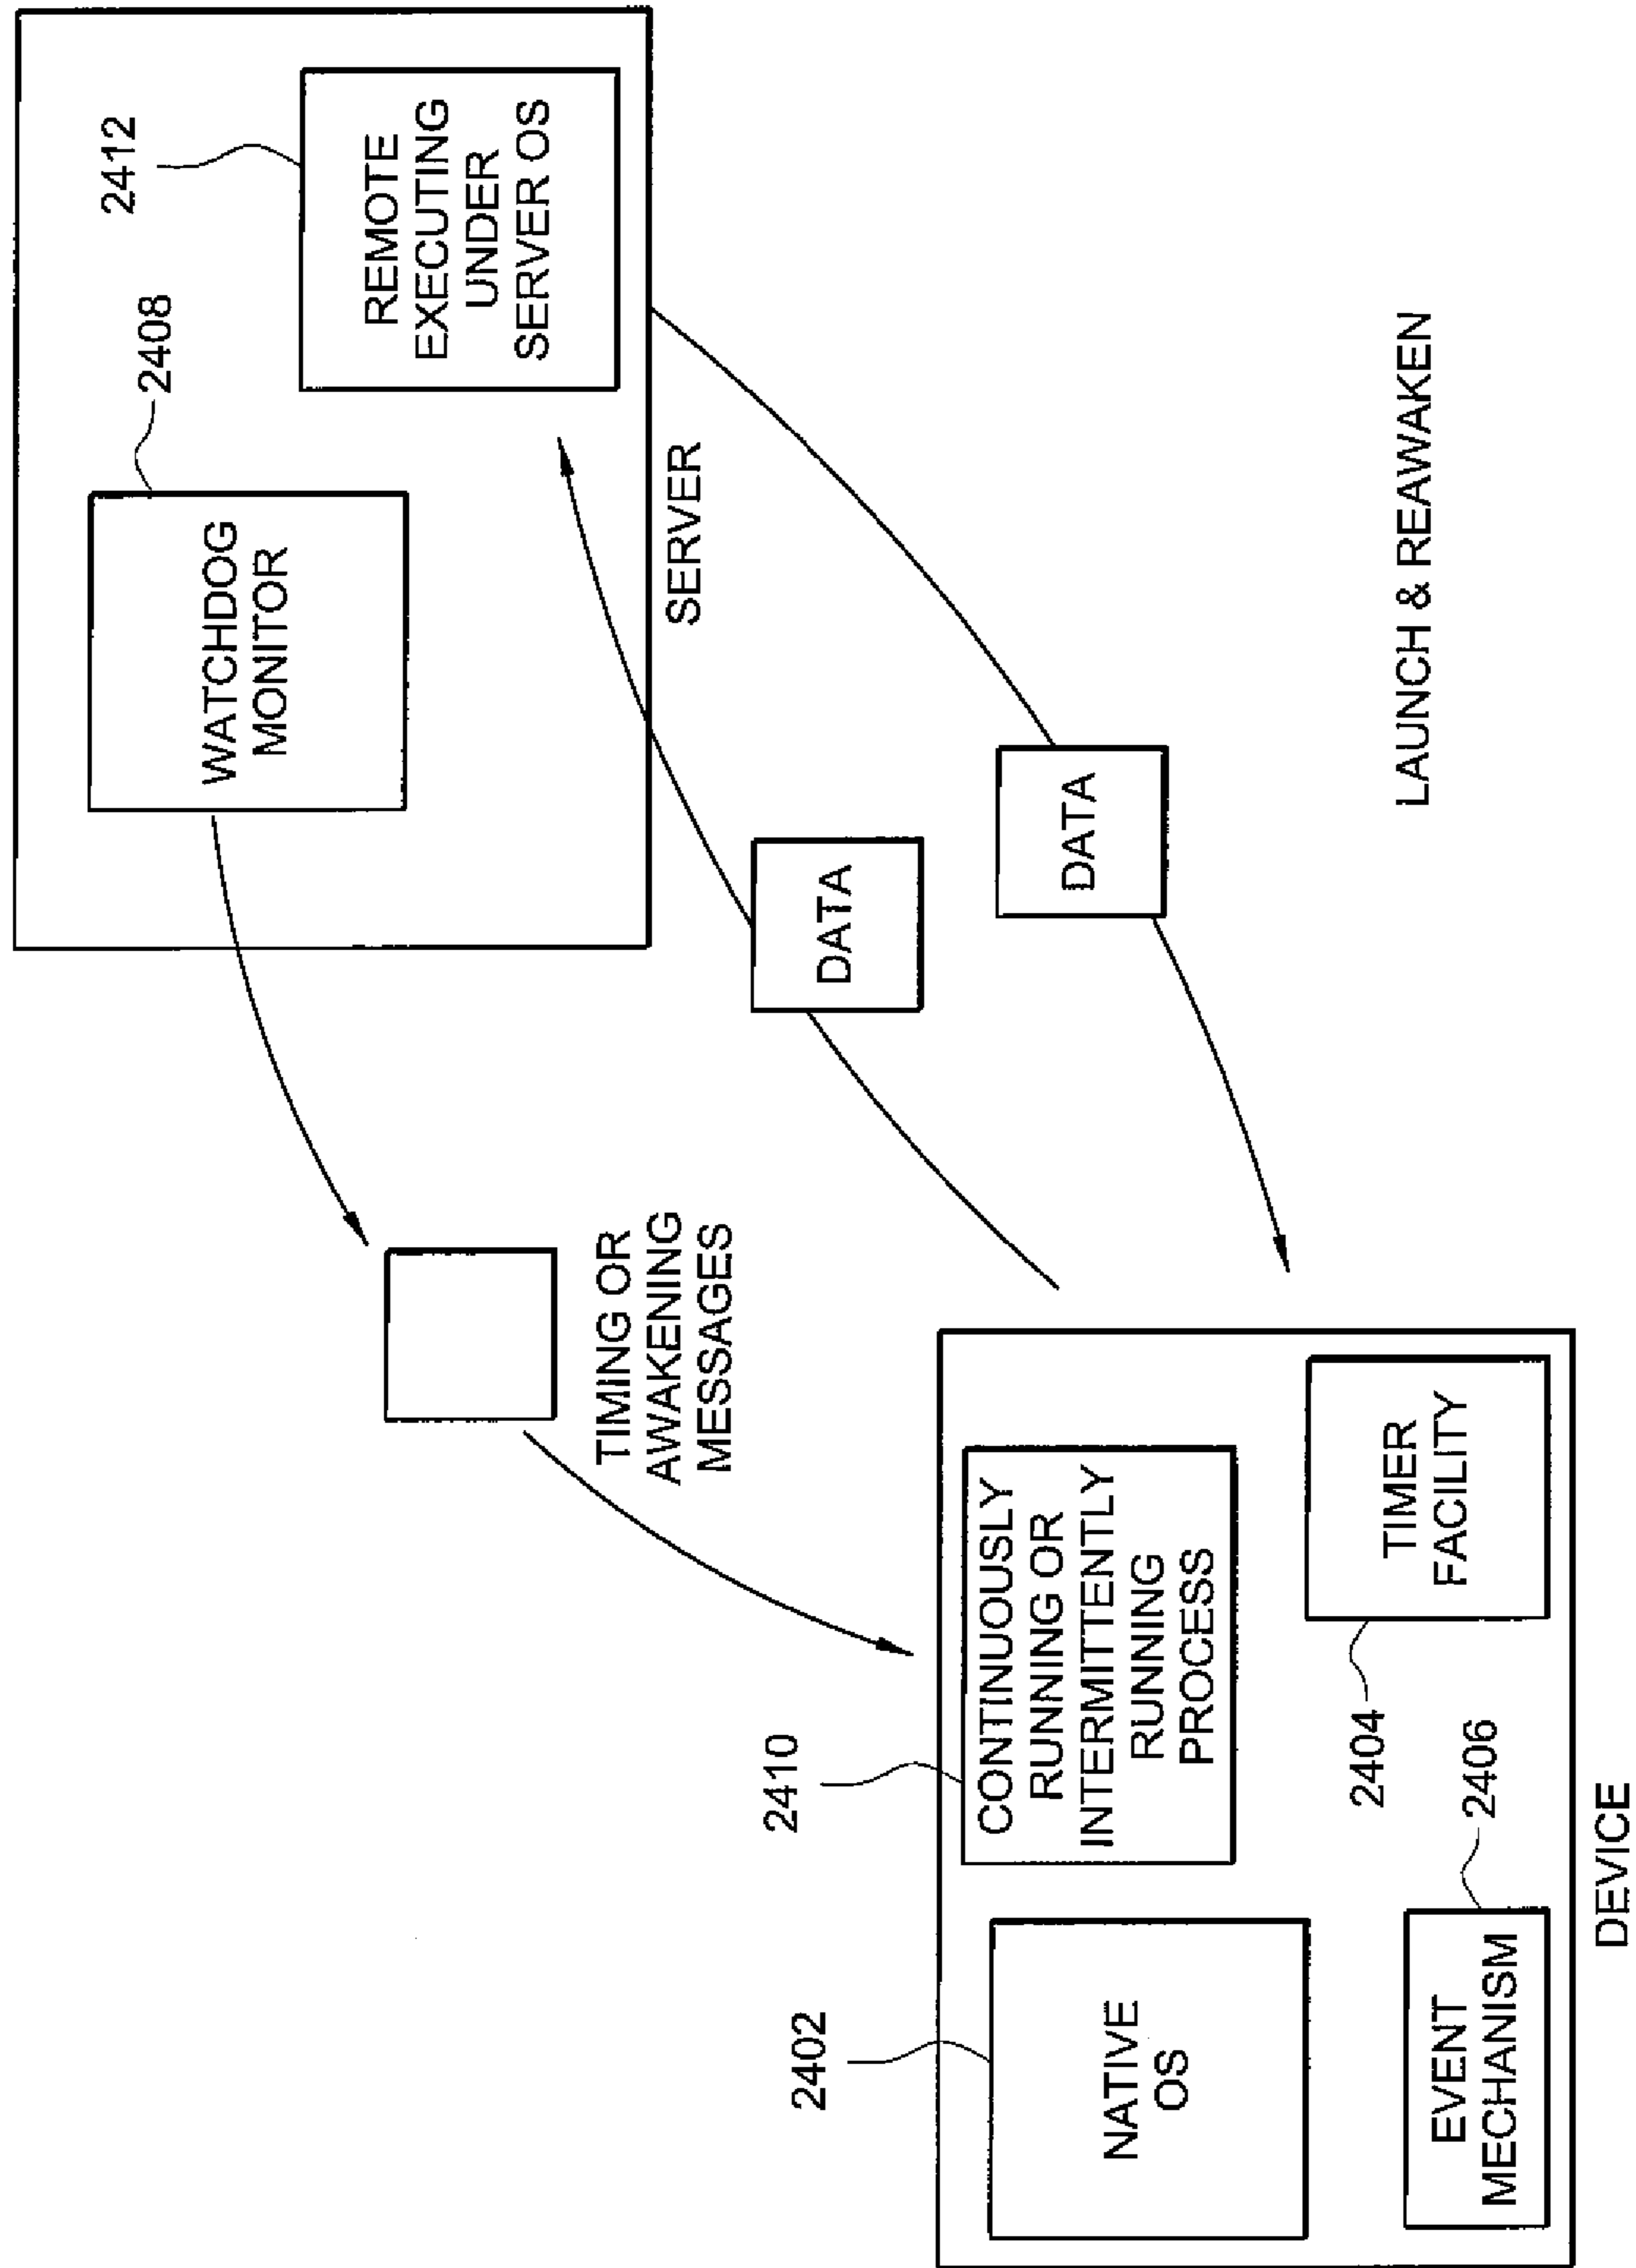 2412
2408
WATCHDOG
MONITOR
REMOTE
EXECUTING
UNDER
SERVER OS
SERVER
TIMING OR
AWAKENING
MESSAGES
DATA
DATA
2410
2402
CONTINUOUSLY
RUNNING OR
INTERMITTENTLY
RUNNING
PROCESS
NATIVE
OS
2404
TIMER
FACILITY
2406
EVENT
MECHANISM
DEVICE
LAUNCH & REAWAKEN